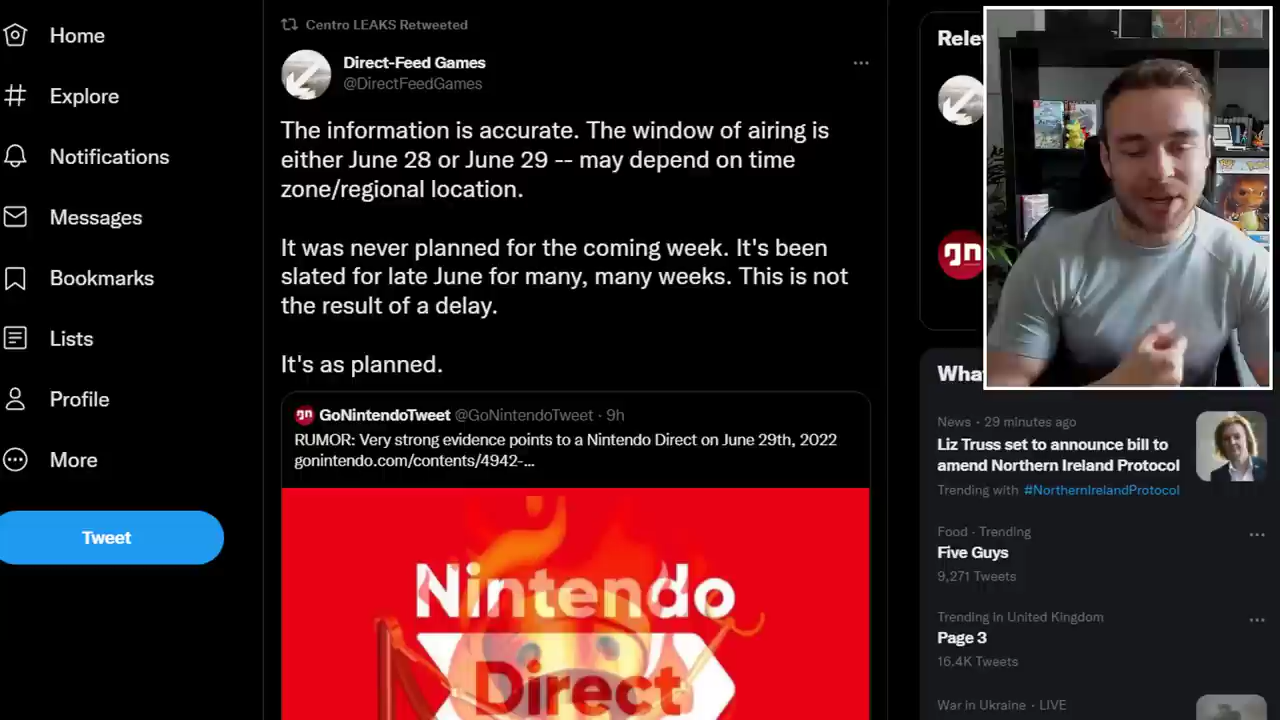 Home
Explore
Notifications
Messages
Bookmarks
Lists
Profile
More
Tweet
Centro LEAKS Retweeted
Direct-Feed Games
@DirectFeedGames
The information is accurate. The window of airing is
either June 28 or June 29 -- may depend on time
zone/regional location.
It was never planned for the coming week. It's been
slated for late June for many, many weeks. This is not
the result of a delay.
It's as planned.
GoNintendoTweet @GoNintendoTweet · 9h
RUMOR: Very strong evidence points to a Nintendo Direct on June 29th, 2022
gonintendo.com/contents/4942-...
Nintendo
Direct
gn
News · 29 minutes ago
Liz Truss set to announce bill to
amend Northern Ireland Protocol
Trending with #NorthernIrelandProtocol
Food · Trending
Five Guys
9,271 Tweets
Trending in United Kingdom
Page 3
16.4K Tweets
War in Ukraine · LIVE